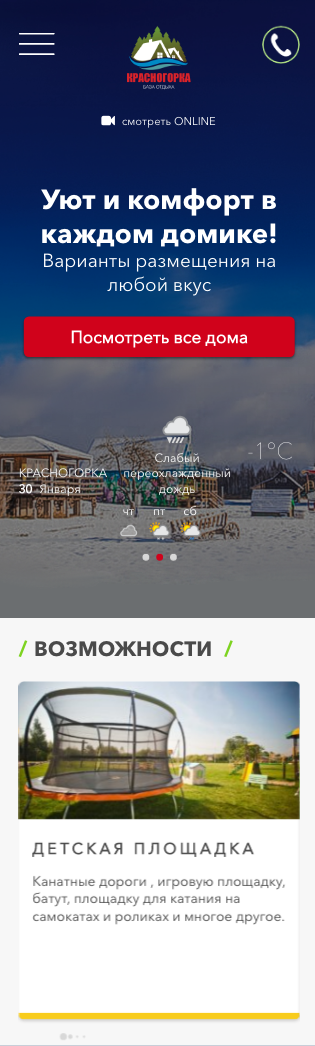 КРАСНОГОРКА
БАЗА ОТДЫХА
смотреть ONLINE
Уют и комфорт в
каждом домике!
Варианты размещения на
любой вкус
Посмотреть все дома
-1°C
Слабый
КРАСНОГОРКА переохлажденный
30 Января дождь
чт пт сб
/ ВОЗМОЖНОСТИ /
ДЕТСКАЯ ПЛОЩАДКА
Канатные дороги , игровую площадку,
батут, площадку для катания на
самокатах и роликах и многое другое.